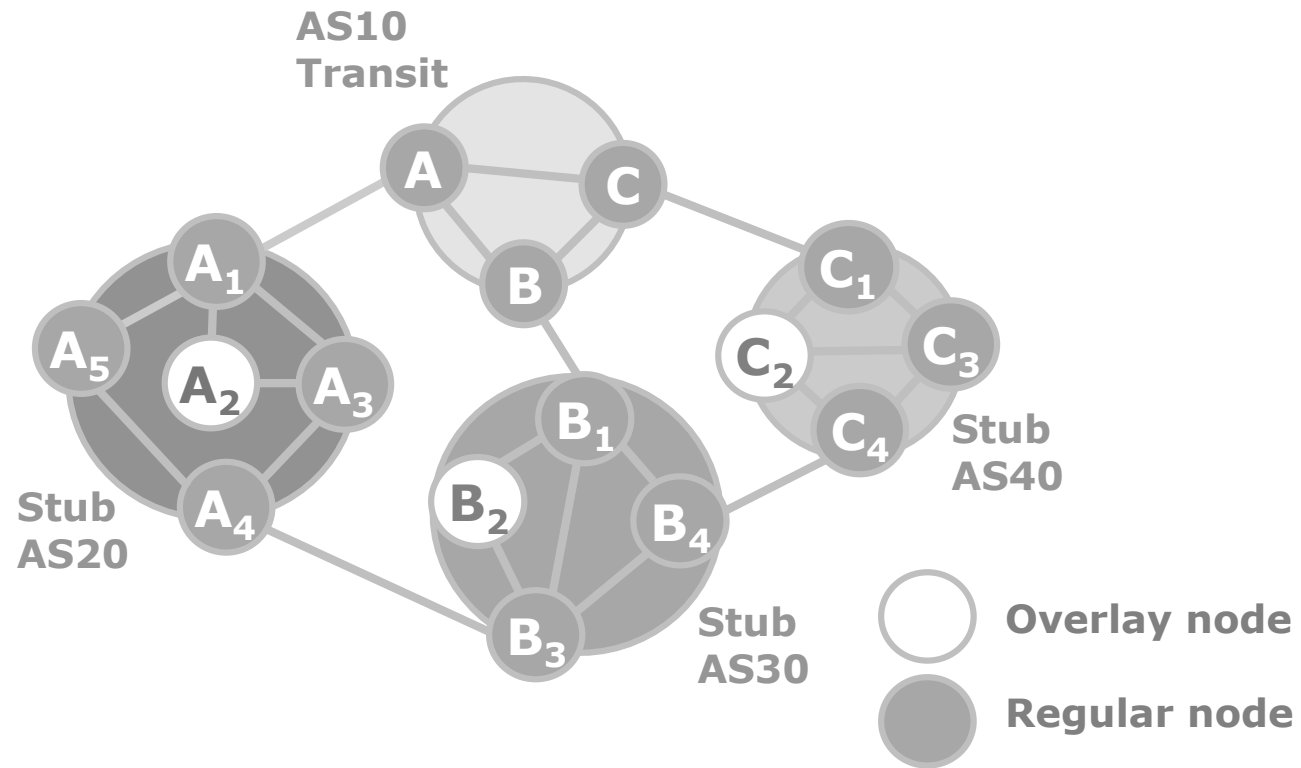 AS10
Transit
A
C
B
A1
A5
A2
A3
A4
Stub
AS20
B1
B2
B4
B3
Stub
AS30
C1
C2
C3
C4
Stub
AS40
Overlay node
Regular node